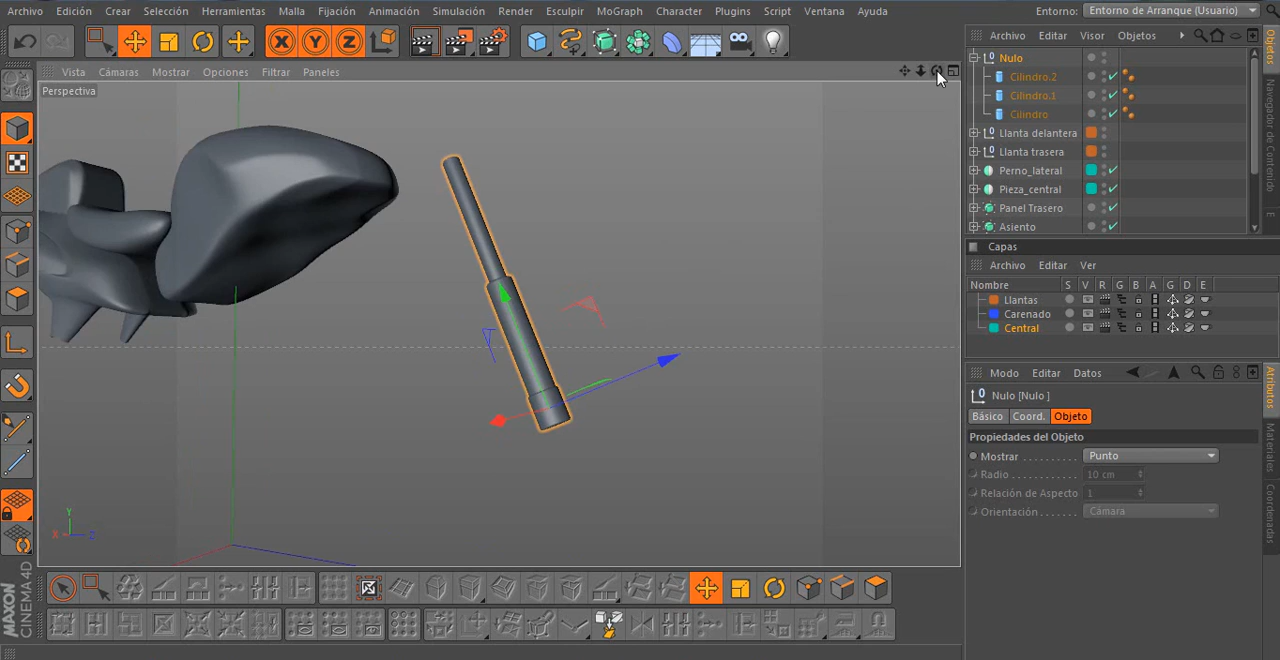 Archivo Edición Crear Selección Herramientas Malla Fijación Animación Simulación Render Esculpir MoGraph Character Plugins Script Ventana Ayuda Entorno: Entorno de Arranque (Usuario)
X Y Z
Archivo Editar Visor Objetos
Vista Cámaras Mostrar Opciones Filtrar Paneles
Perspectiva
Nulo
Cilindro.2
Cilindro.1
Cilindro
Llanta delantera
Llanta trasera
Perno_lateral
Pieza_central
Panel Trasero
Asiento
Objetos
Navegador de Contenido
E
Capas
Archivo Editar Ver
Nombre S V R G B A G D E
Llantas
Carenado
Central
Modo Editar Datos
Nulo [Nulo ]
Básico Coord. Objeto
Propiedades del Objeto
Mostrar . . . . . . . . . . . Punto
Radio . . . . . . . . . . . . . 10 cm
Relación de Aspecto 1
Orientación . . . . . . . Cámara
Atributos
Materiales
Coordenadas
Y
X Z
MAXON
CINEMA4D